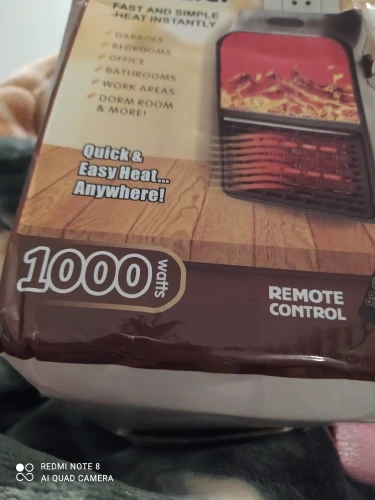 FAST AND SIMPLE
-HEAT INSTANTLY
✓ GARAGES
✓ BEDROOMS
✓ OFFICE
✓ BATHROOMS
✓ WORK AREAS
✓ DORM ROOM
& MORE!
Quick &
Easy Heat...
Anywhere!
1000 watts
REMOTE
CONTROL
REDMI NOTE 8
AI QUAD CAMERA